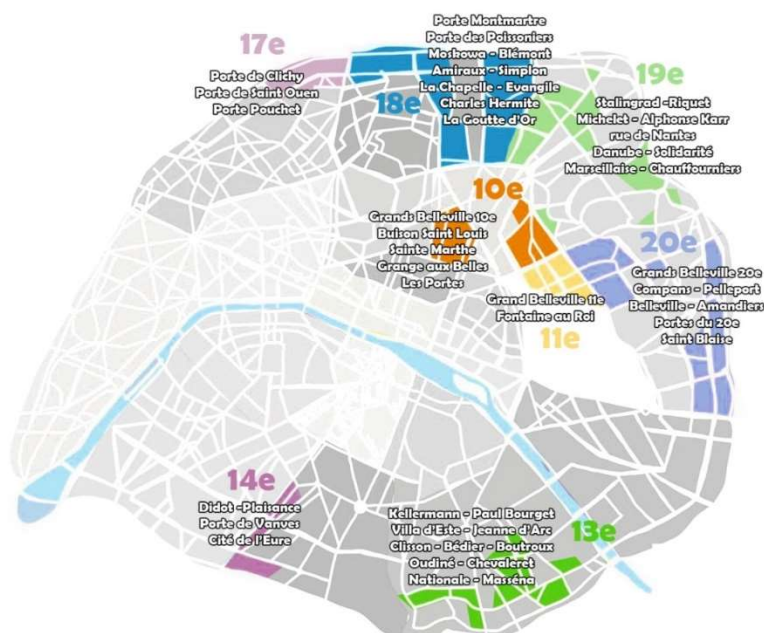 17e
Porte de Clichy
Porte de Saint Ouen
Porte Pouchet
18e
Porte Montmartre
Porte des Poissoniers
Moskowa - Blémont
Amiraux - Simplon
La Chapelle - Evangile
Charles Hermite
La Goutte d'Or
19e
Stalingrad -Riquet
Michelet - Alphonse Karr
rue de Nantes
Danube - Solidarité
Marseillaise - Chauffourniers
10e
Grands Belleville 10e
Buison Saint Louis
Sainte Marthe
Grange aux Belles
Les Portes
20e
Grands Belleville 20e
Compans - Pelleport
Belleville - Amandiers
Portes du 20e
Saint Blaise
Grand Belleville 11e
Fontaine au Roi
11e
14e
Didot -Plaisance
Porte de Vanves
Cité de l'Eure
Kellermann - Paul Bourget
Villa d'Este - Jeanne d'Arc
Clisson - Bédier - Boutroux
Oudiné - Chevaleret
Nationale - Masséna
13e